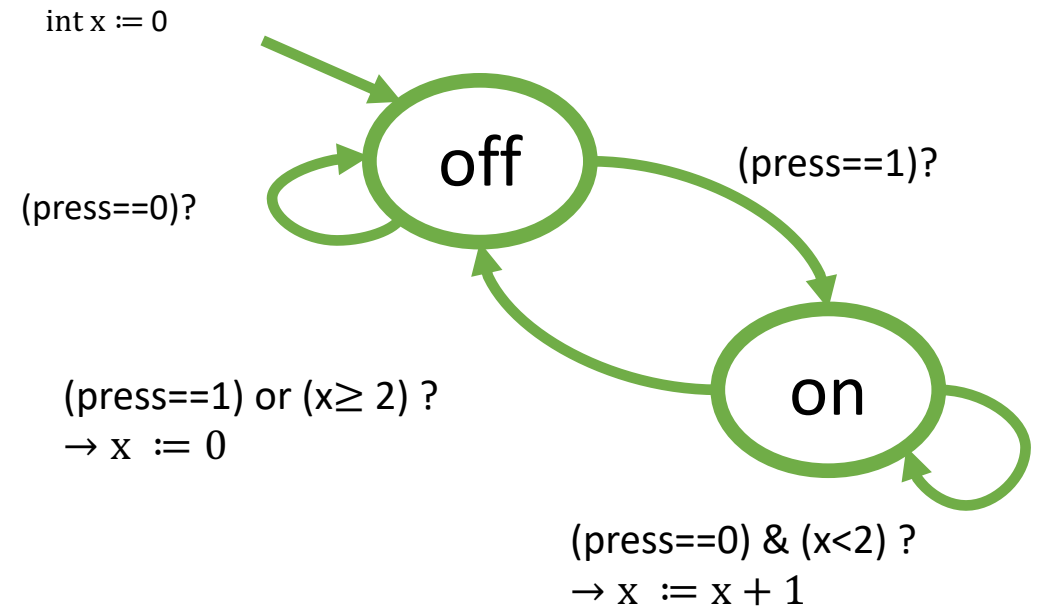 int x ≔ 0
off
(press==1)?
(press==0)?
(press==1) or (x≥ 2) ?
→ x ≔ 0
on
(press==0) & (x<2) ?
→ x ≔ x + 1